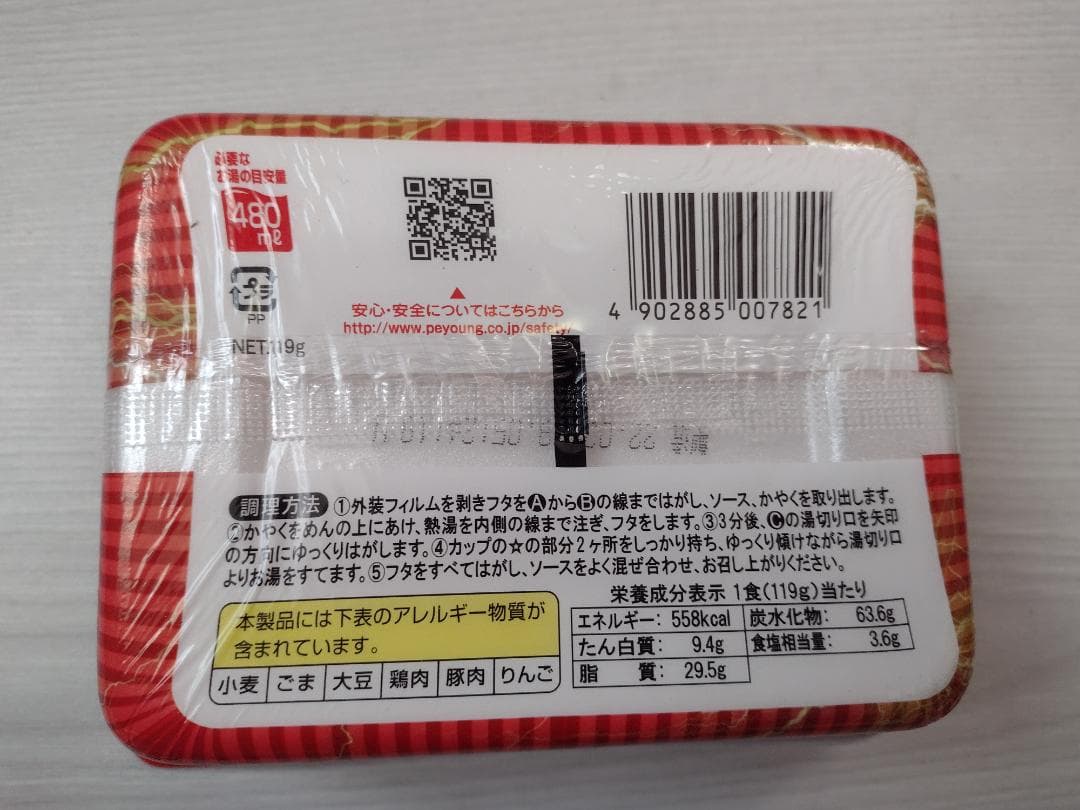 必要な
お湯の目安量
480
mℓ
プラ
PP
NET.119g
▲
安心・安全についてはこちらから
http://www.peyoung.co.jp/safety/
4 902885 007821
調理方法 ①外装フィルムを剥きフタをⒶからⒷの線まではがし、ソース、かやくを取り出します。
②かやくをめんの上にあけ、熱湯を内側の線まで注ぎ、フタをします。③3分後、Ⓒの湯切り口を矢印
の方向にゆっくりはがします。④カップの☆の部分2ヶ所をしっかり持ち、ゆっくり傾けながら湯切り口
よりお湯をすてます。⑤フタをすべてはがし、ソースをよく混ぜ合わせ、お召し上がりください。
本製品には下表のアレルギー物質が
含まれています。
小麦 ごま 大豆 鶏肉 豚肉 りんご
栄養成分表示 1食(119g)当たり
エネルギー: 558kcal 炭水化物: 63.6g
たん白質: 9.4g 食塩相当量: 3.6g
脂質: 29.5g